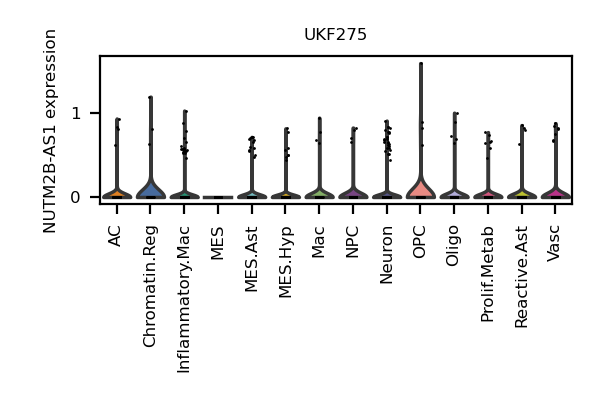 UKF275
NUTM2B-AS1 expression
1
0
AC
Chromatin.Reg
Inflammatory.Mac
MES
MES.Ast
MES.Hyp
Mac
NPC
Neuron
OPC
Oligo
Prolif.Metab
Reactive.Ast
Vasc